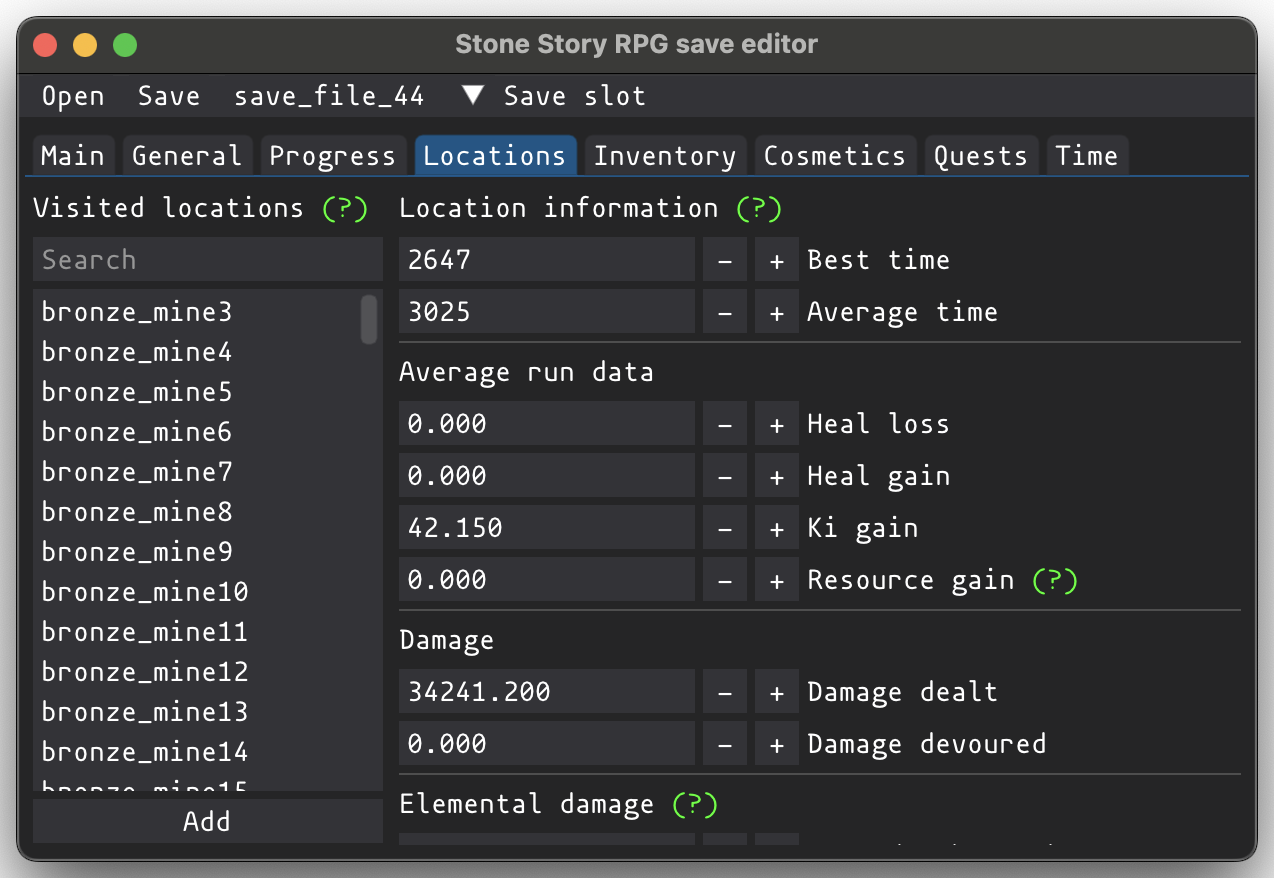 Stone Story RPG save editor
Open Save save_file_44 ▼ Save slot
Main General Progress Locations Inventory Cosmetics Quests Time
Visited locations (?)
Search
bronze_mine3
bronze_mine4
bronze_mine5
bronze_mine6
bronze_mine7
bronze_mine8
bronze_mine9
bronze_mine10
bronze_mine11
bronze_mine12
bronze_mine13
bronze_mine14
bronze_mine15
Add
Location information (?)
2647 - + Best time
3025 - + Average time
Average run data
0.000 - + Heal loss
0.000 - + Heal gain
42.150 - + Ki gain
0.000 - + Resource gain (?)
Damage
34241.200 - + Damage dealt
0.000 - + Damage devoured
Elemental damage (?)